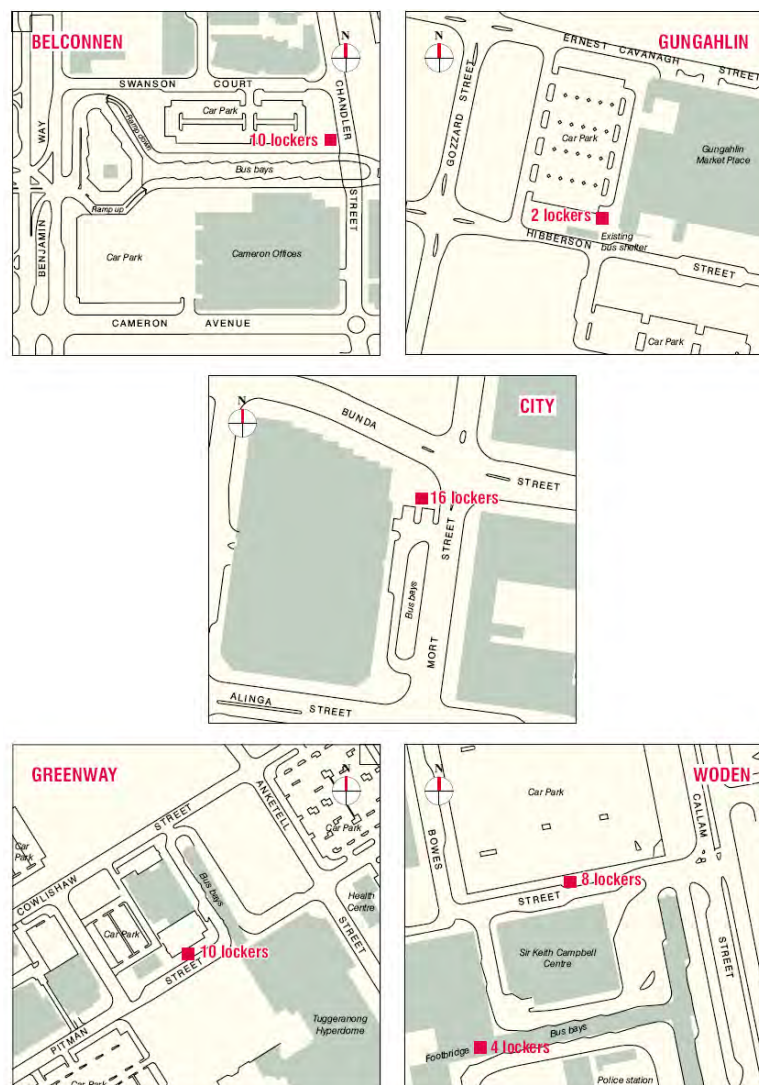 BELCONNEN
N
SWANSON COURT
CHANDLER STREET
Car Park
10 lockers
Ramp down
Bus bays
Ramp up
BENJAMIN WAY
Car Park
Cameron Offices
CAMERON AVENUE
GUNGAHLIN
N
ERNEST CAVANAGH STREET
GOZZARD STREET
Car Park
Gungahlin
Market Place
2 lockers
Existing
bus shelter
HIBBERSON STREET
Car Park
CITY
N
BUNDA STREET
16 lockers
Bus bays
MORT STREET
ALINGA STREET
GREENWAY
N
ANKETELL STREET
Car Park
Car
Park
COWLISHAW STREET
Bus bays
Health
Centre
Car Park
10 lockers
PITMAN STREET
Tuggeranong
Hyperdome
Car Park
WODEN
N
Car Park
CALLAM STREET
BOWES STREET
8 lockers
Sir Keith Campbell
Centre
Bus bays
Footbridge
4 lockers
Police station